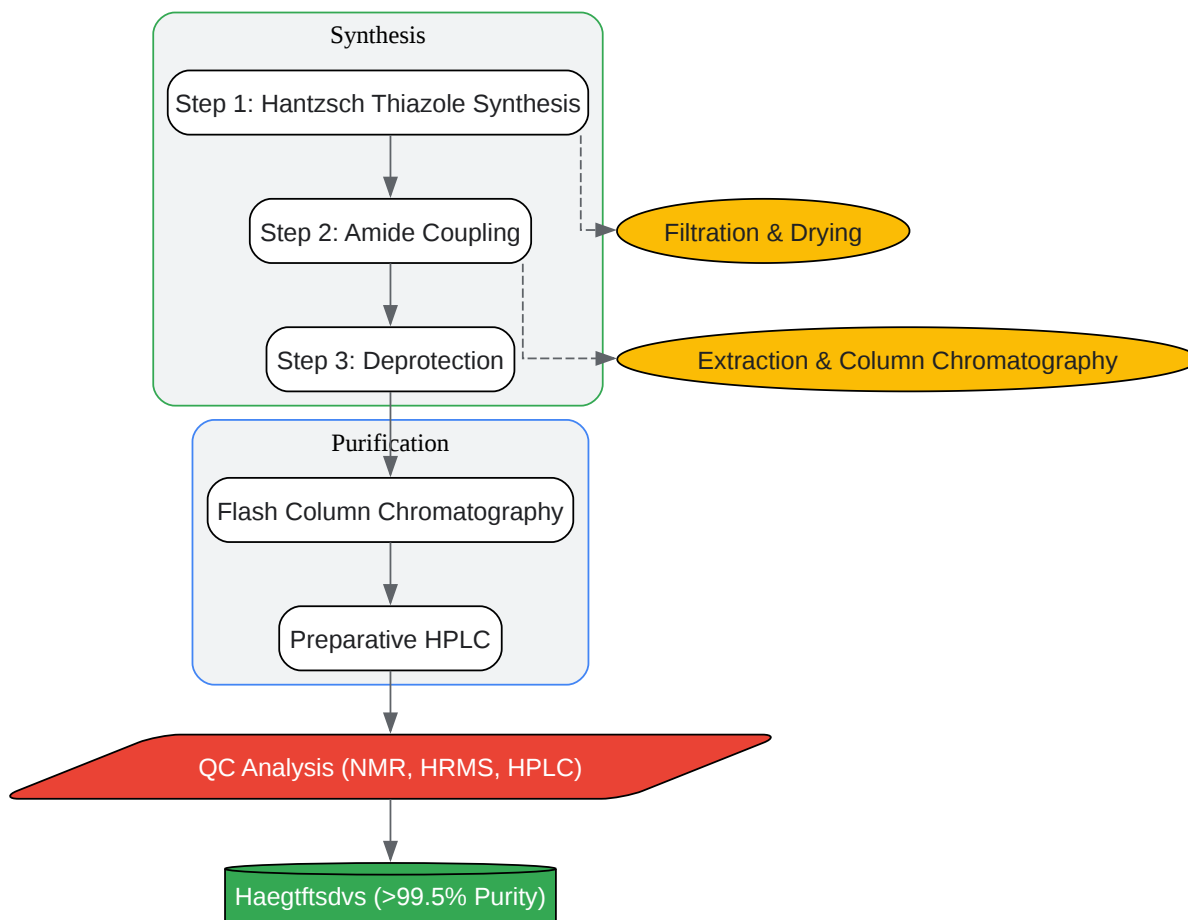 Synthesis
Step 1: Hantzsch Thiazole Synthesis
Step 2: Amide Coupling
Filtration & Drying
Step 3: Deprotection
Extraction & Column Chromatography
Purification
Flash Column Chromatography
Preparative HPLC
QC Analysis (NMR, HRMS, HPLC)
Haegtftsdvs (>99.5% Purity)